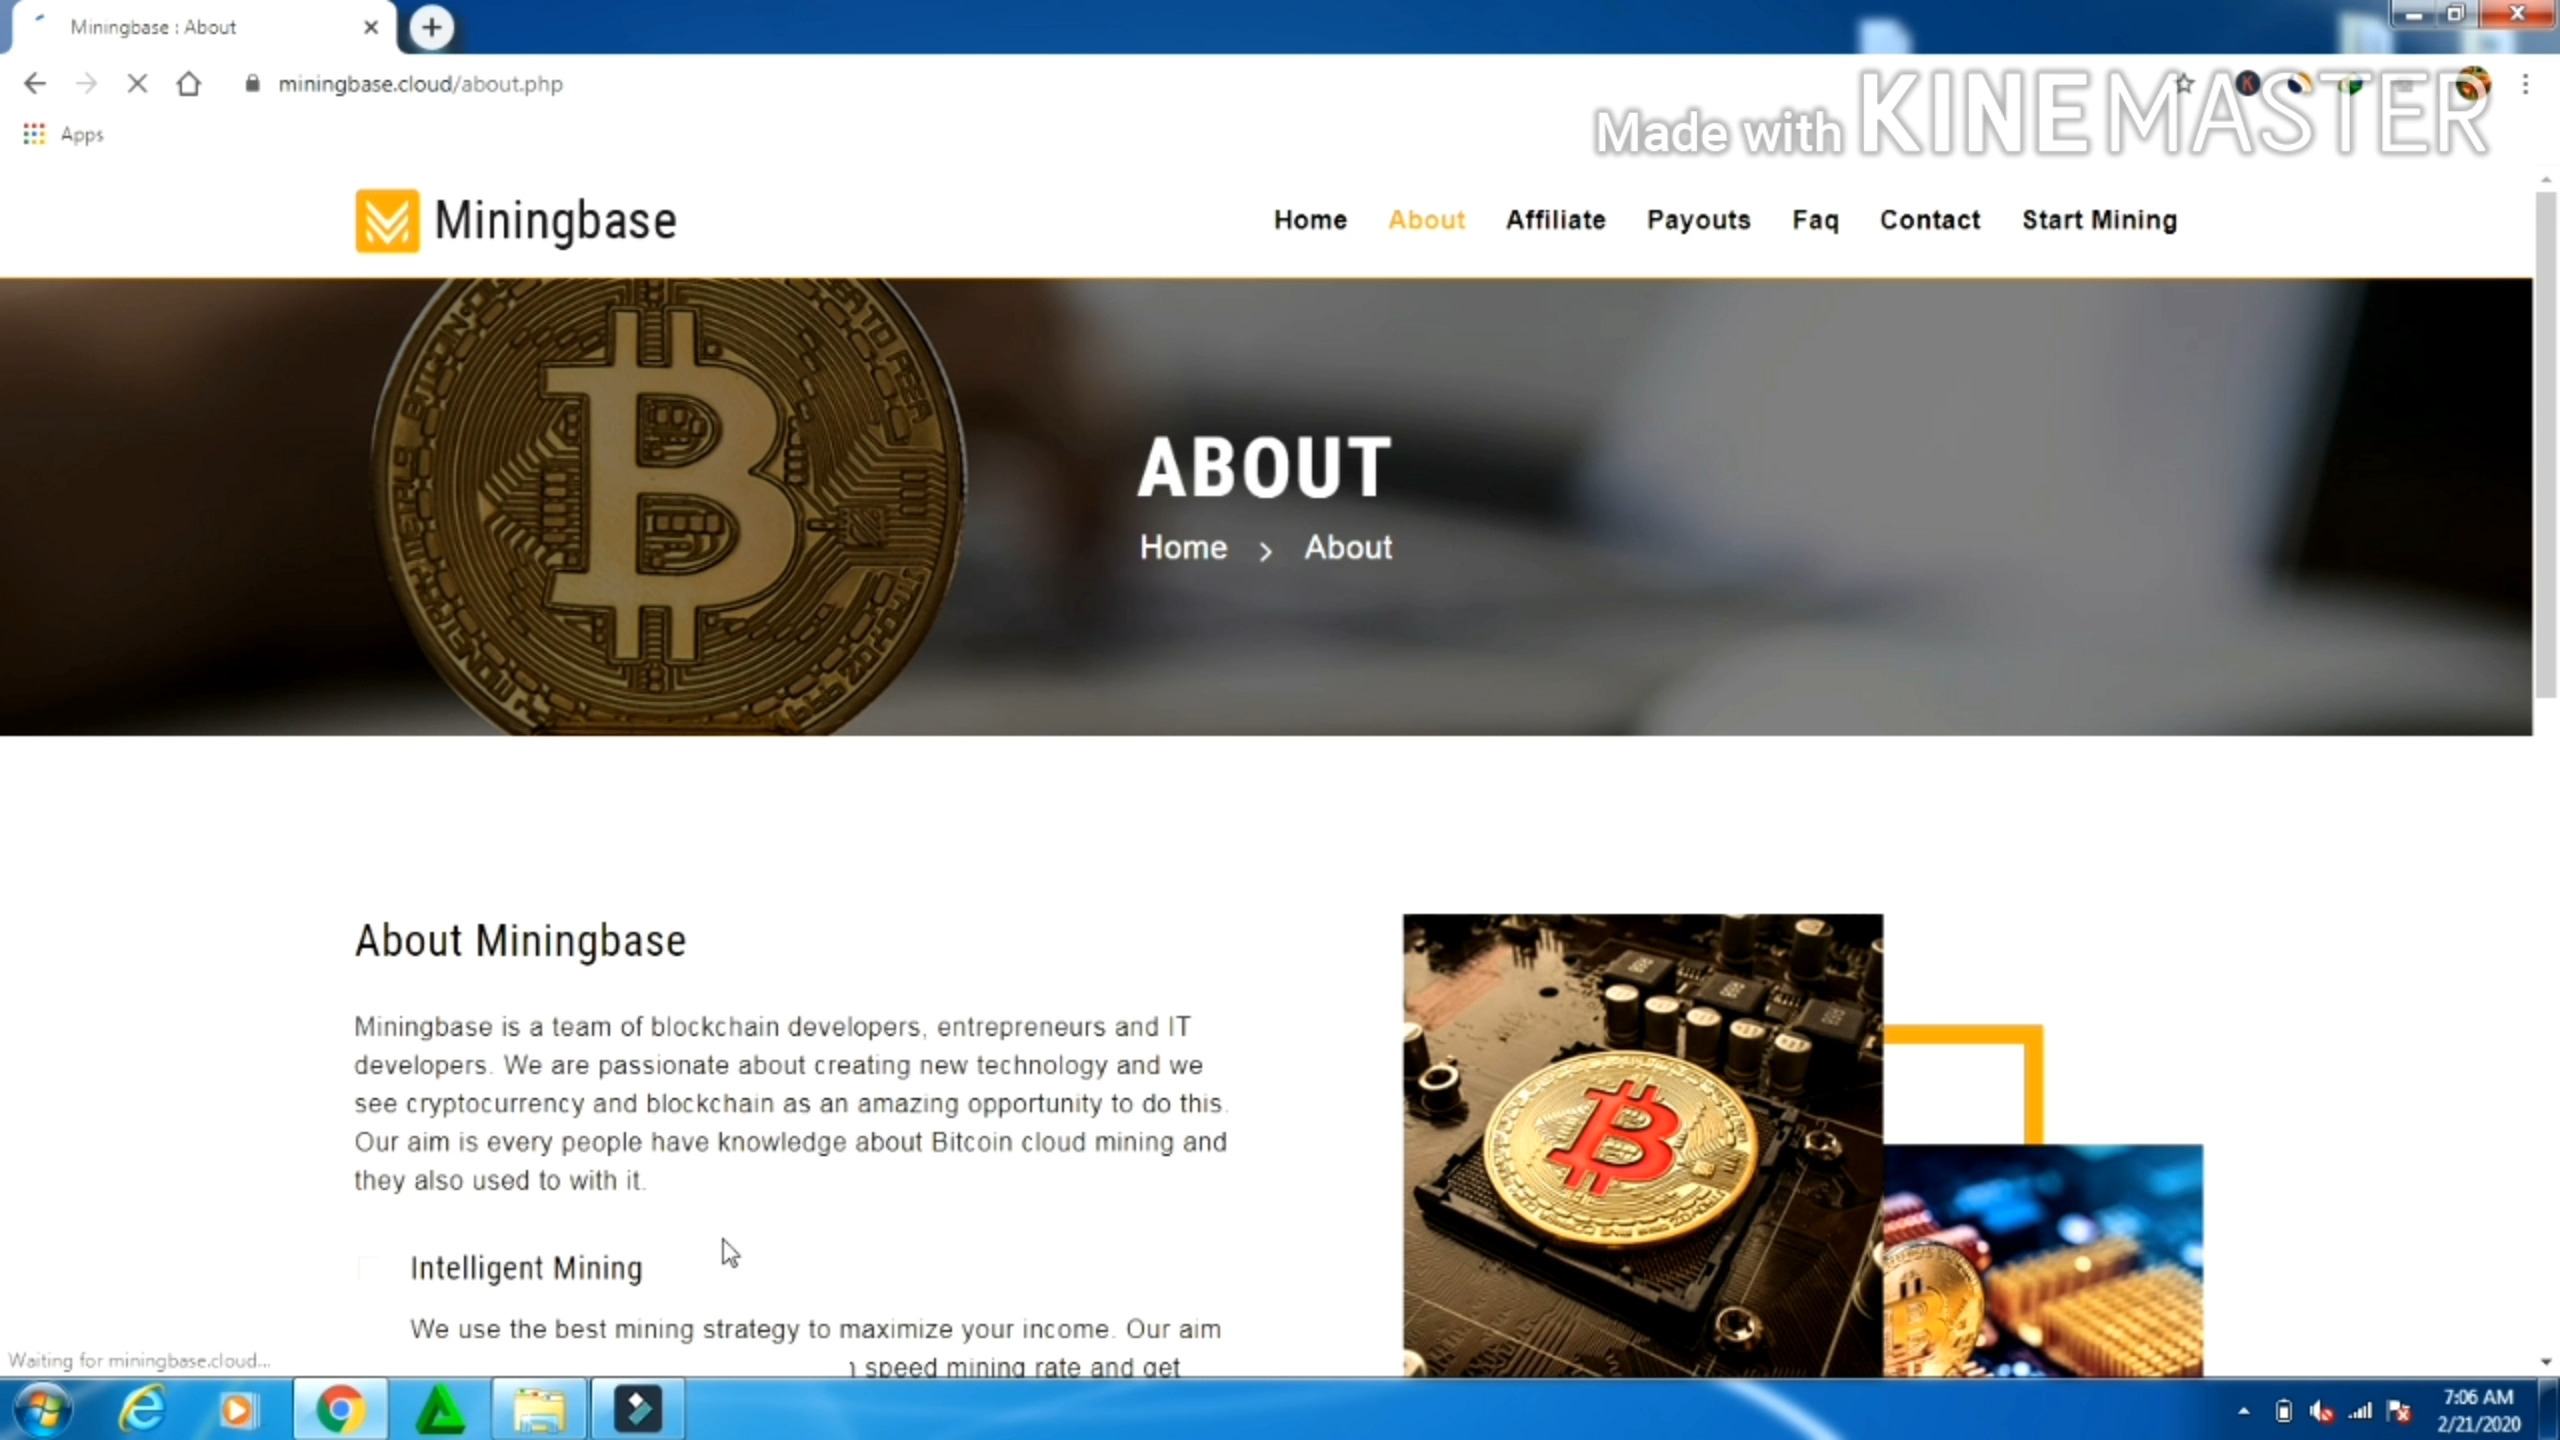 Miningbase : About
miningbase.cloud/about.php
Made with KINEMASTER
Apps
Miningbase
Home About Affiliate Payouts Faq Contact Start Mining
ABOUT
Home > About
About Miningbase
Miningbase is a team of blockchain developers, entrepreneurs and IT
developers. We are passionate about creating new technology and we
see cryptocurrency and blockchain as an amazing opportunity to do this.
Our aim is every people have knowledge about Bitcoin cloud mining and
they also used to with it.
Intelligent Mining
We use the best mining strategy to maximize your income. Our aim
speed mining rate and get
Waiting for miningbase.cloud...
7:06 AM
2/21/2020